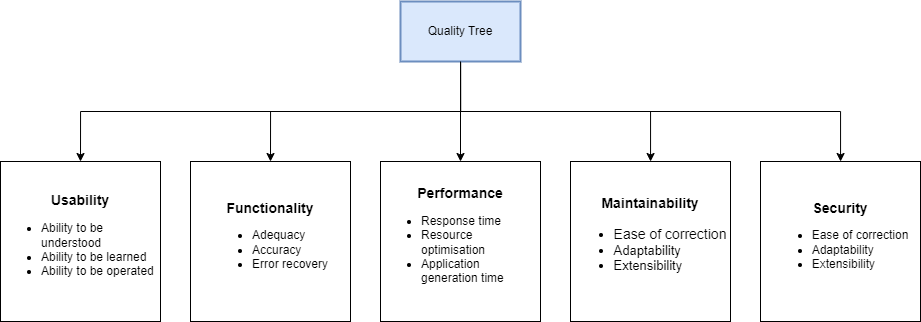 Quality Tree
Usability
Ability to be
understood
Ability to be learned
Ability to be operated
Functionality
Adequacy
Accuracy
Error recovery
Performance
Response time
Resource
optimisation
Application
generation time
Maintainability
Ease of correction
Adaptability
Extensibility
Security
Ease of correction
Adaptability
Extensibility